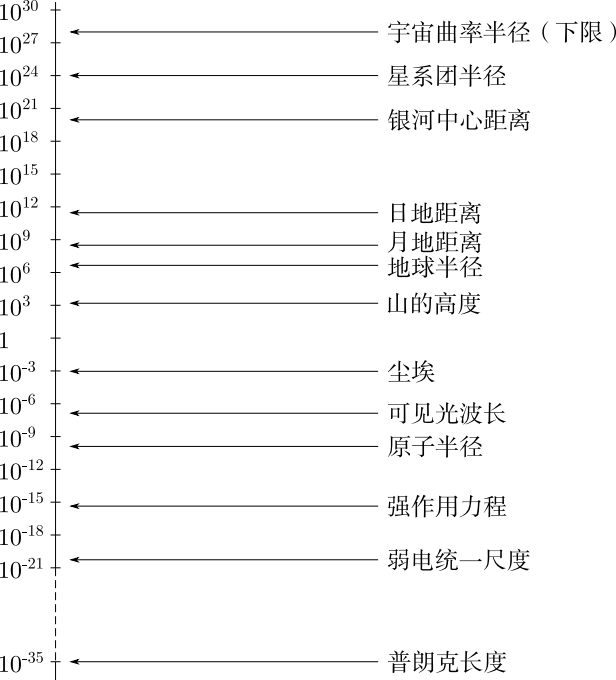 10^30
宇宙曲率半径（下限）
10^27
10^24
星系团半径
10^21
银河中心距离
10^18
10^15
10^12
日地距离
10^9
月地距离
地球半径
10^6
10^3
山的高度
1
10^-3
尘埃
10^-6
可见光波长
10^-9
原子半径
10^-12
10^-15
强作用力程
10^-18
弱电统一尺度
10^-21
10^-35
普朗克长度